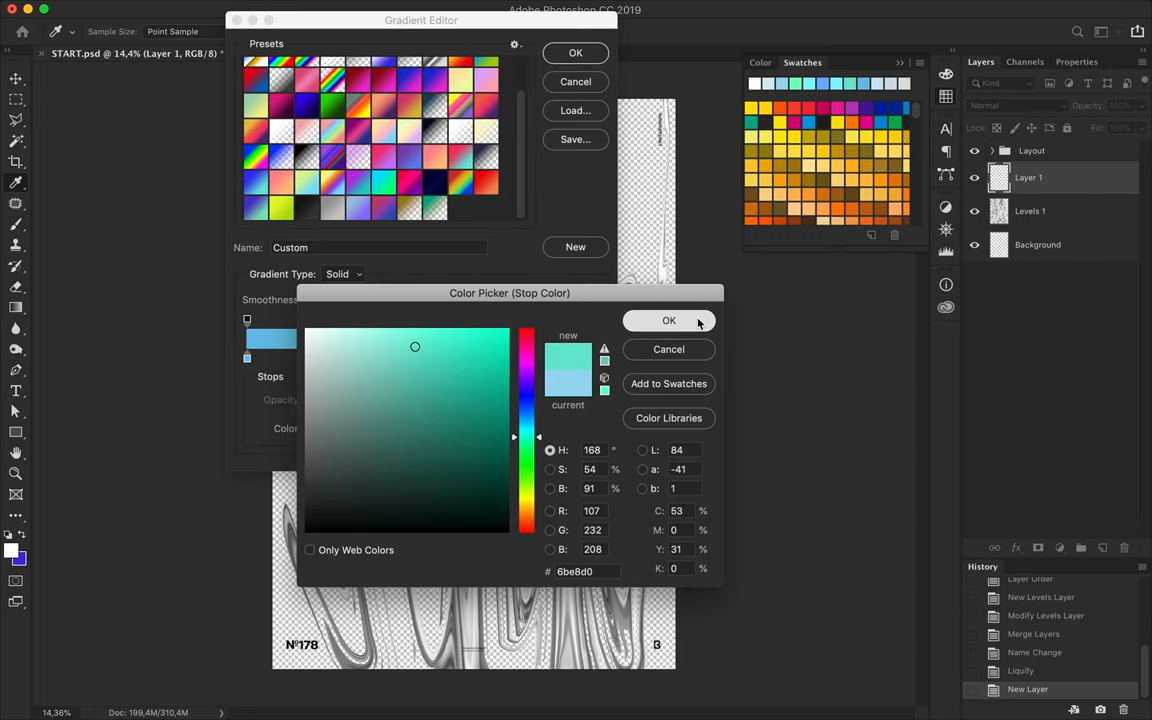 Adobe Photoshop CC 2019
Gradient Editor
Sample Size: Point Sample
START.psd @ 14,4% (Layer 1, RGB/8) *
Presets
OK
Cancel
Load...
Save...
Name: Custom
New
Gradient Type: Solid
Smoothness
Stops
Opacity
Color
Color Picker (Stop Color)
new
current
OK
Cancel
Add to Swatches
Color Libraries
H: 168 °
S: 54 %
B: 91 %
R: 107
G: 232
B: 208
# 6be8d0
L: 84
a: -41
b: 1
C: 53 %
M: 0 %
Y: 31 %
K: 0 %
Only Web Colors
Color
Swatches
Layers
Channels
Properties
Kind
Normal
Opacity: 100%
Lock:
Fill:
Layout
Layer 1
Levels 1
Background
History
Layer Order
New Levels Layer
Modify Levels Layer
Merge Layers
Name Change
Liquify
New Layer
Nº178
14,36%
Doc: 199,4M/310,4M